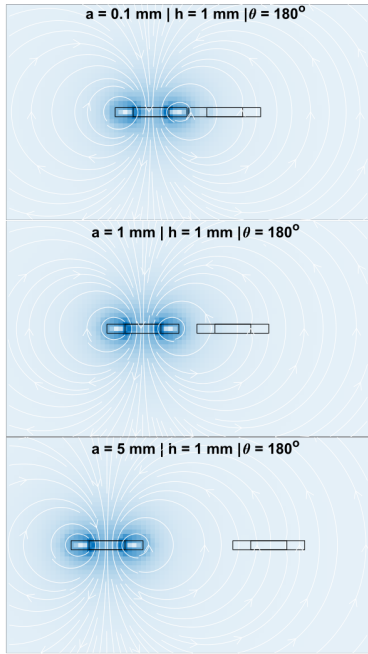 a = 0.1 mm | h = 1 mm |θ = 180°
a = 1 mm | h = 1 mm |θ = 180°
a = 5 mm | h = 1 mm |θ = 180°